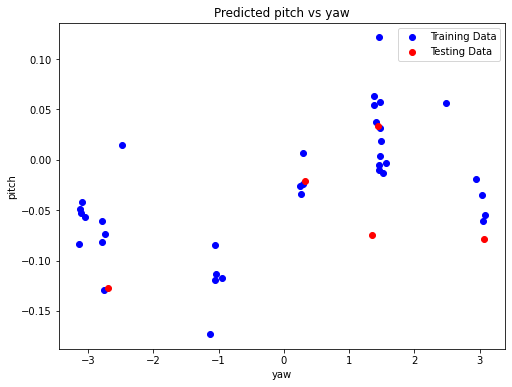 Predicted pitch vs yaw
Training Data
Testing Data
0.10
0.05
0.00
−0.05
−0.10
−0.15
pitch
−3
−2
−1
0
1
2
3
yaw